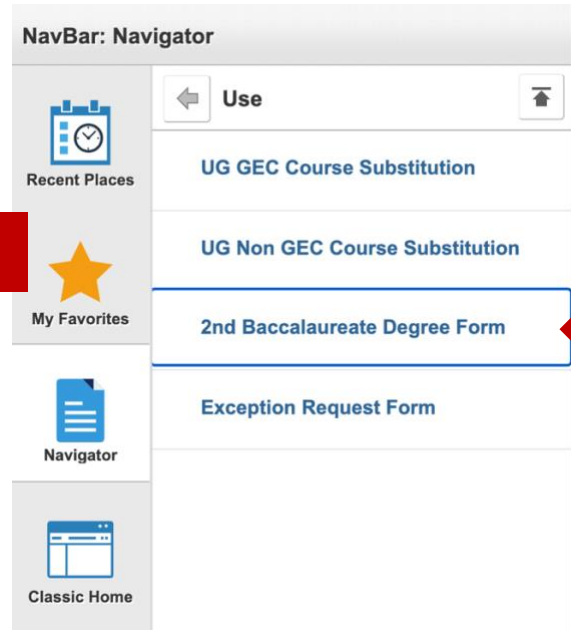 NavBar: Navigator
Use
Recent Places
UG GEC Course Substitution
UG Non GEC Course Substitution
My Favorites
2nd Baccalaureate Degree Form
Exception Request Form
Navigator
Classic Home